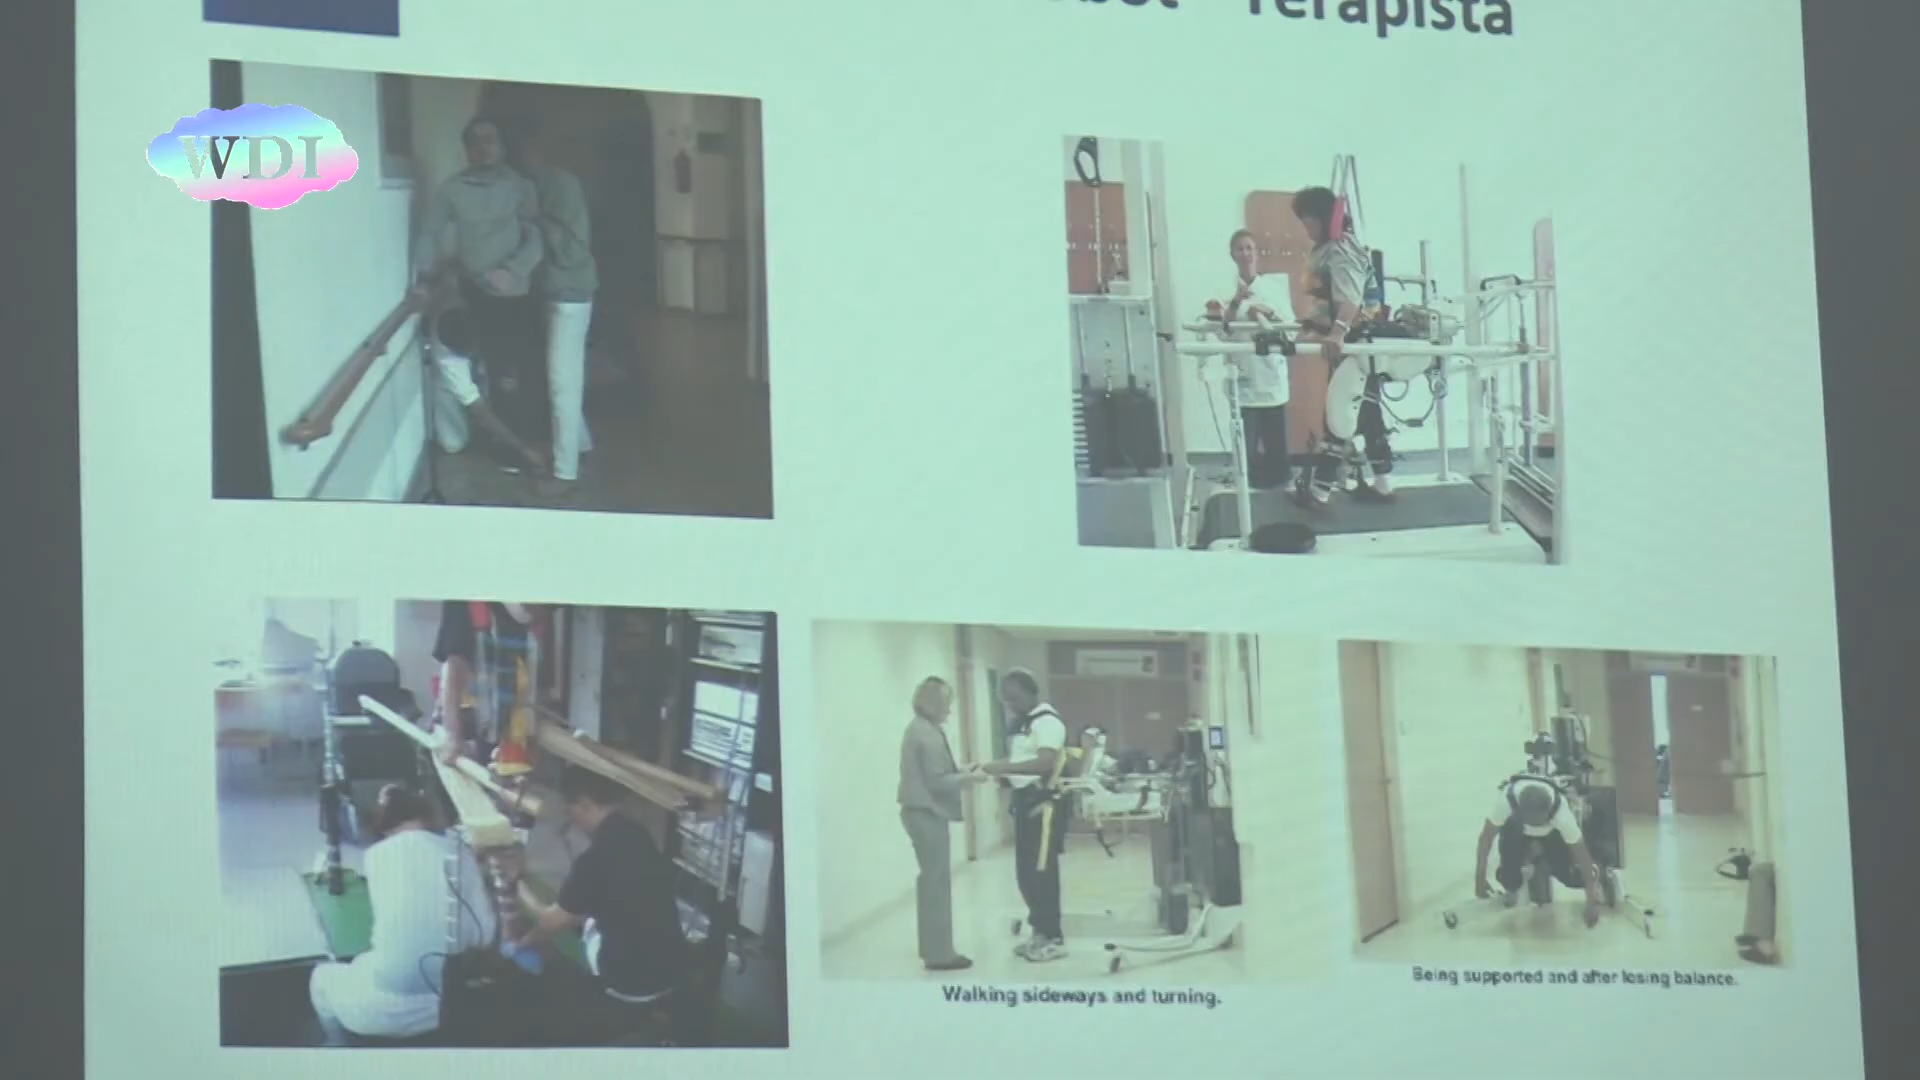 Terapista
WDI
Walking sideways and turning.
Being supported and after losing balance.